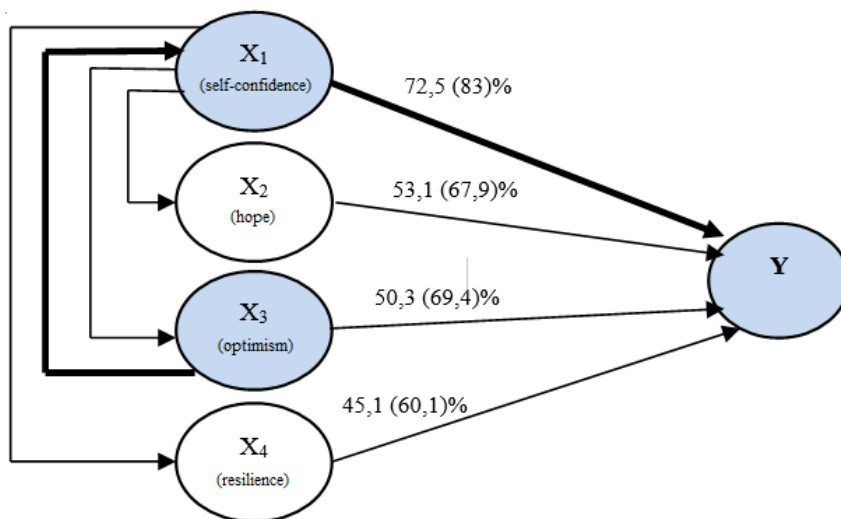 X₁
(self-confidence)
72,5 (83)%
X₂
(hope)
53,1 (67,9)%
Y
X₃
(optimism)
50,3 (69,4)%
X₄
(resilience)
45,1 (60,1)%